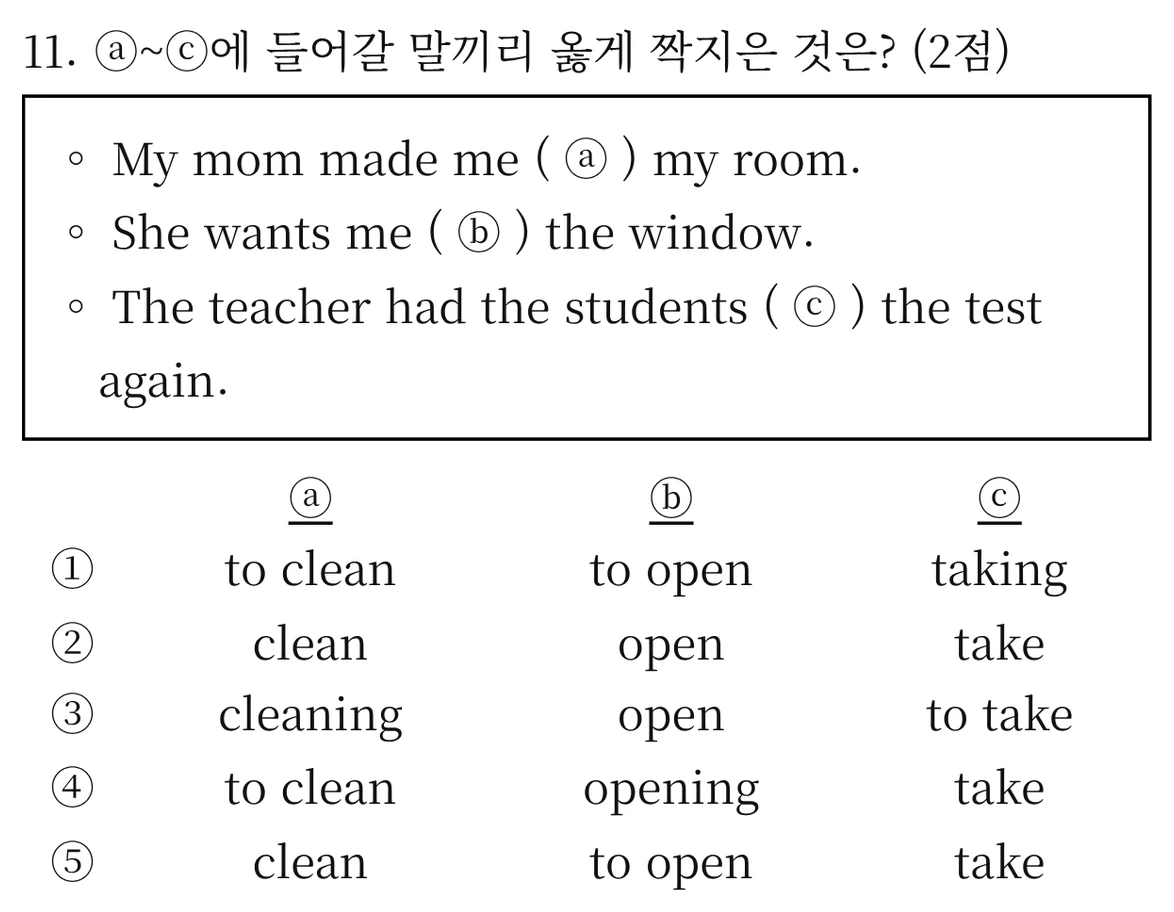 11. ⓐ~ⓒ에 들어갈 말끼리 옳게 짝지은 것은? (2점)
◦ My mom made me ( ⓐ ) my room.
◦ She wants me ( ⓑ ) the window.
◦ The teacher had the students ( ⓒ ) the test
again.
ⓐ ⓑ ⓒ
① to clean to open taking
② clean open take
③ cleaning open to take
④ to clean opening take
⑤ clean to open take